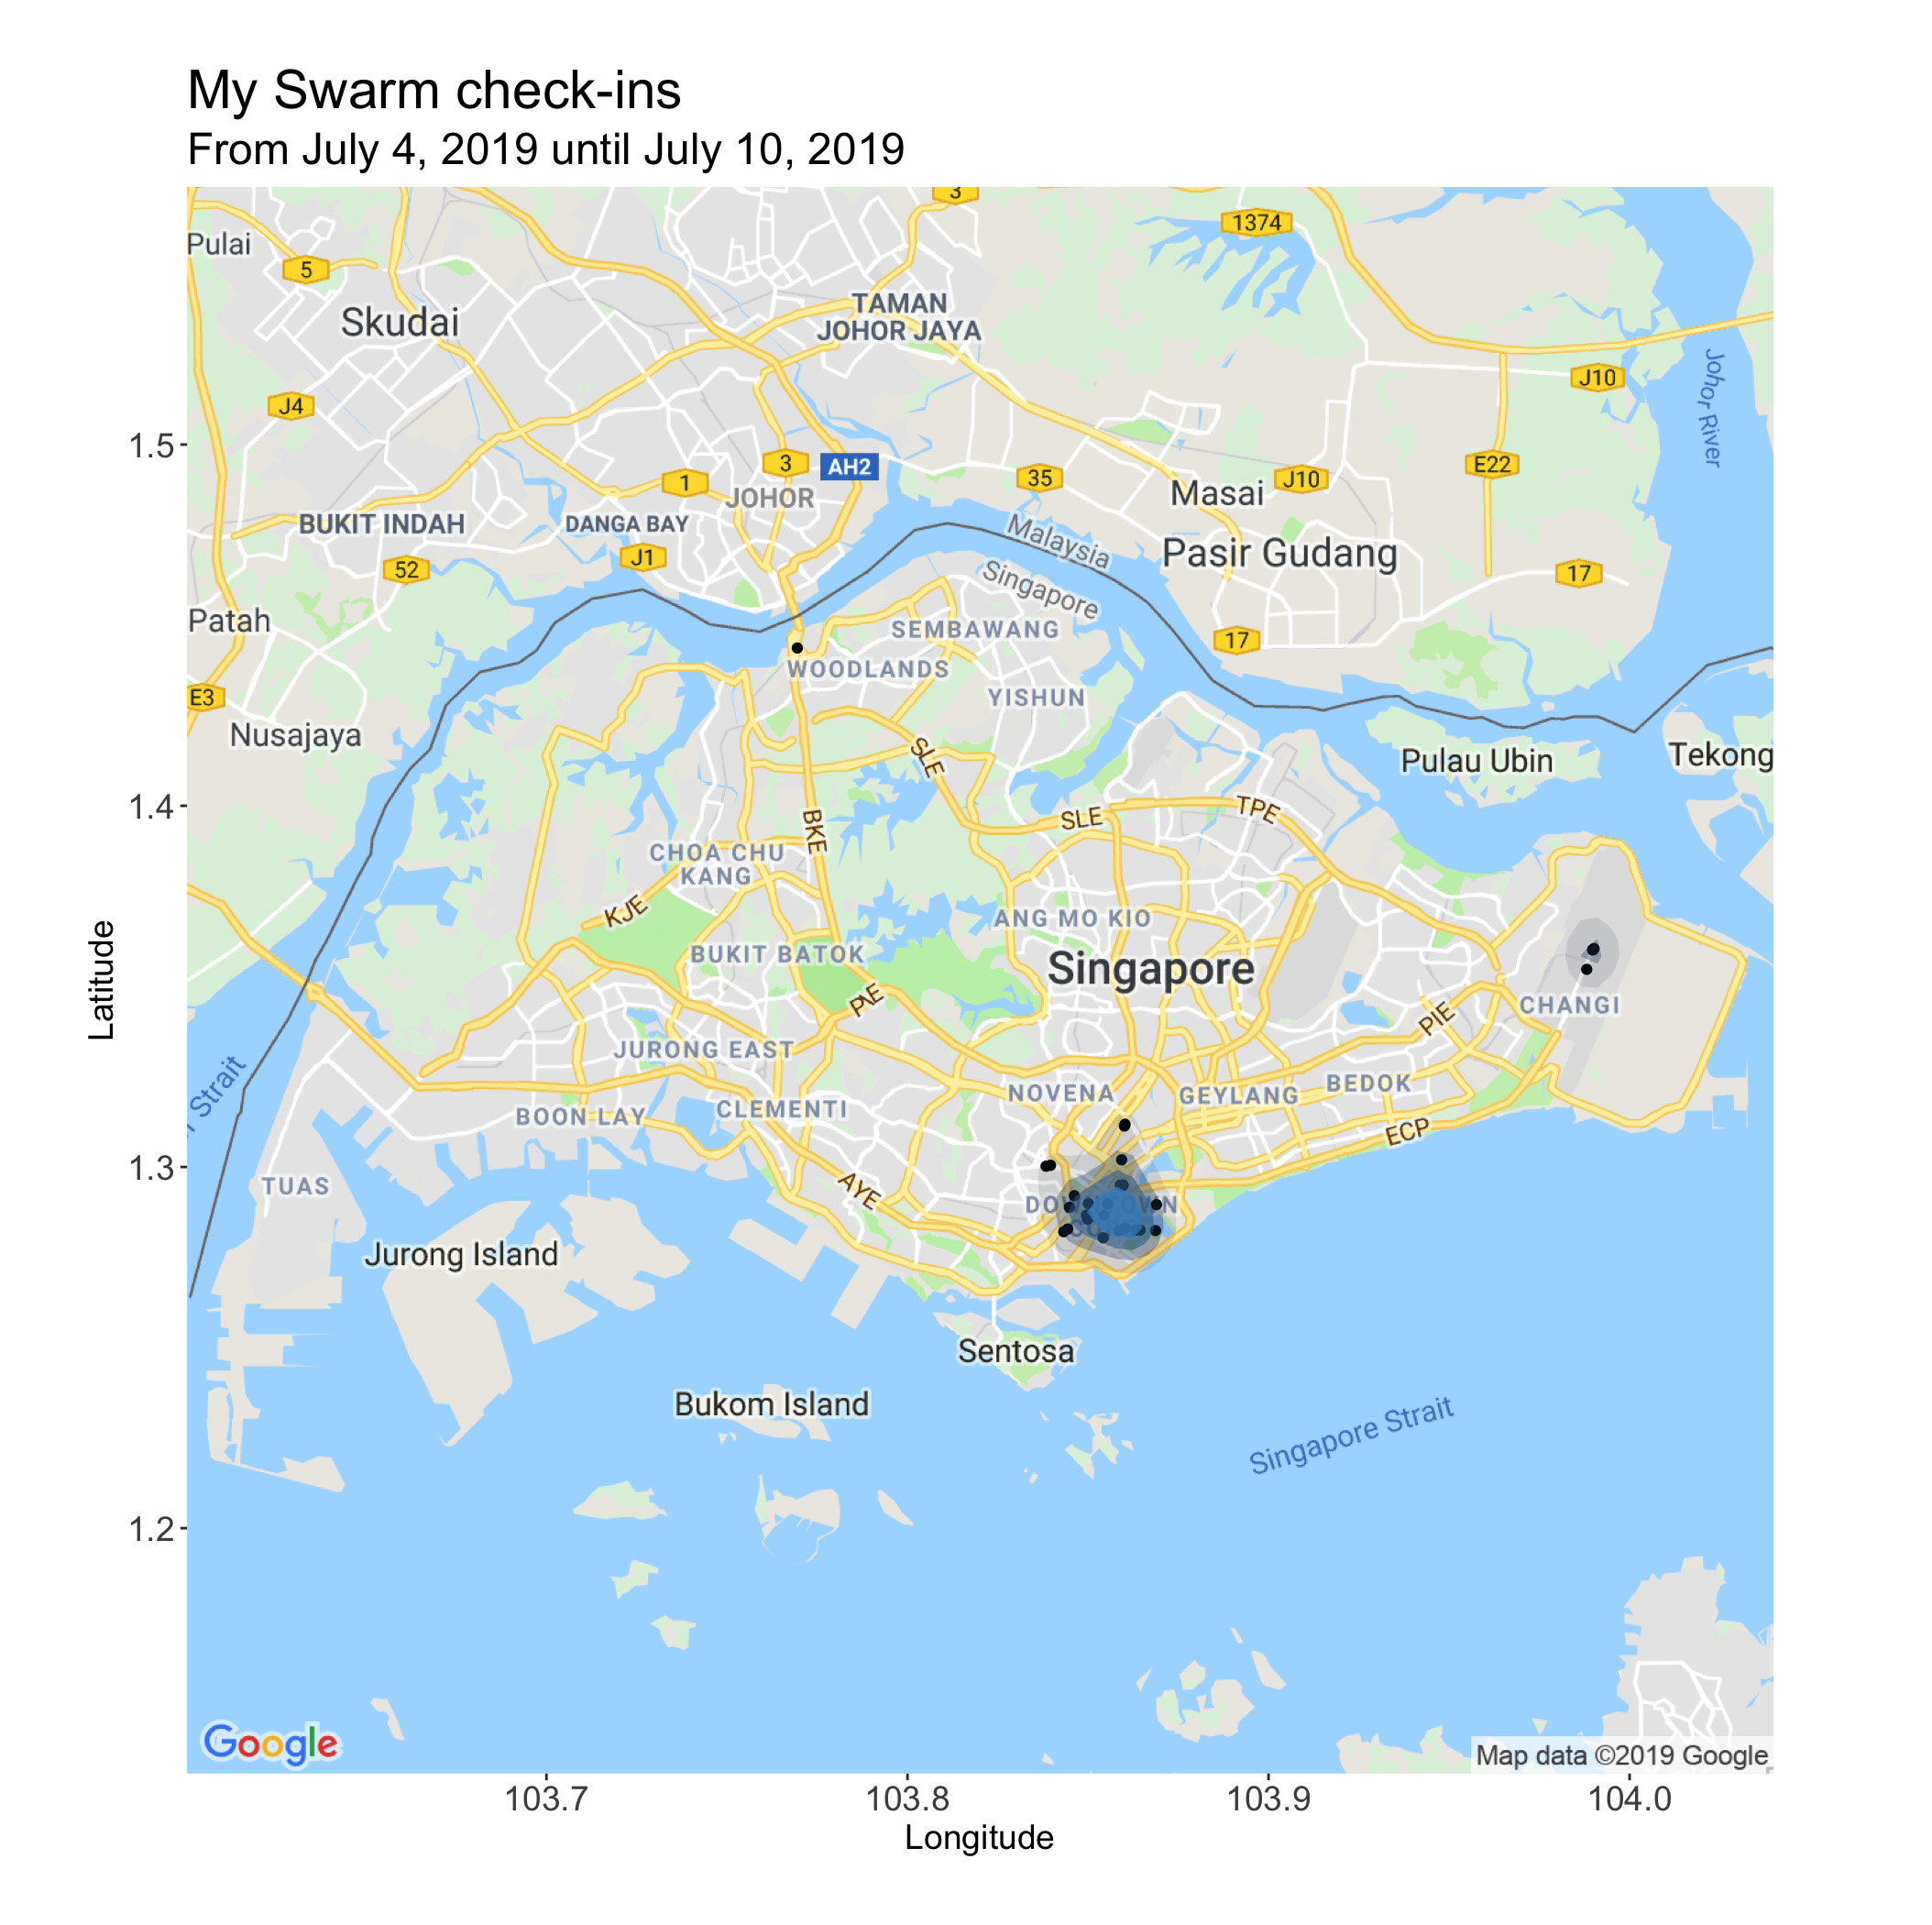 My Swarm check-ins
From July 4, 2019 until July 10, 2019
3
1374
Pulai
5
TAMAN
JOHOR JAYA
Skudai
J10
Johor River
J4
1.5
3
AH2
E22
1
35
J10
Masai
JOHOR
BUKIT INDAH
DANGA BAY
Malaysia
Pasir Gudang
J1
52
17
Singapore
Patah
SEMBAWANG
17
WOODLANDS
E3
YISHUN
Nusajaya
SLE
Pulau Ubin
Tekong
1.4
SLE
TPE
BKE
CHOA CHU
KANG
KJE
ANG MO KIO
BUKIT BATOK
Singapore
Latitude
PIE
CHANGI
PIE
JURONG EAST
Strait
NOVENA
GEYLANG
BEDOK
BOON LAY
CLEMENTI
ECP
1.3
TUAS
AYE
Jurong Island
Sentosa
Bukom Island
Singapore Strait
1.2
Google
Map data ©2019 Google
103.7
103.8
103.9
104.0
Longitude